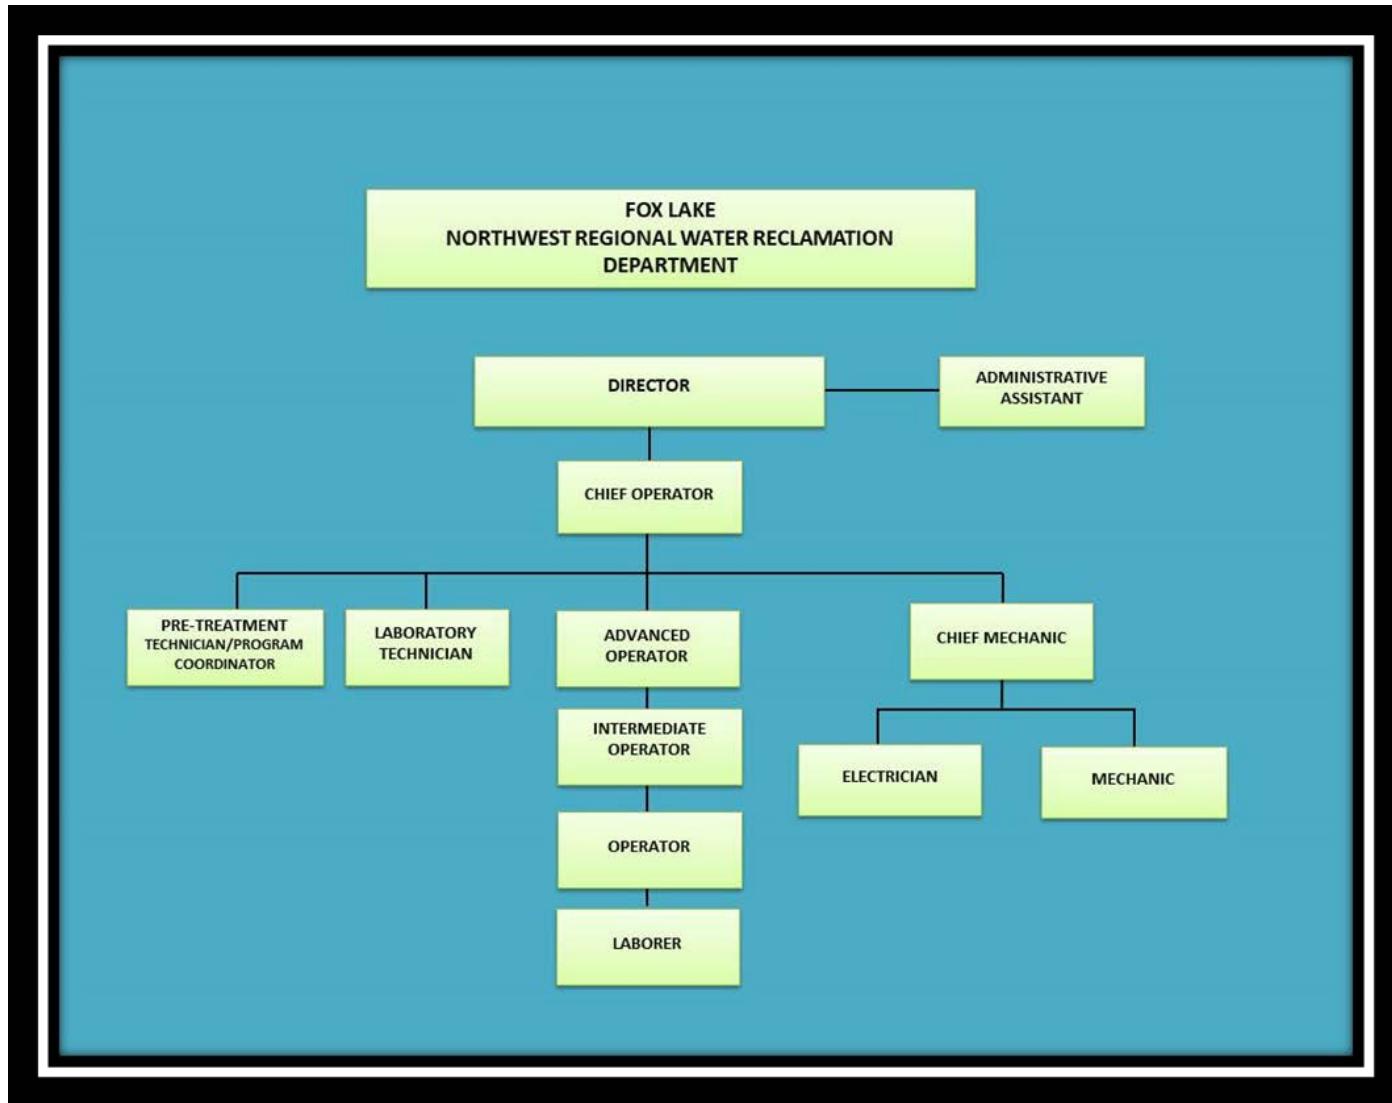 FOX LAKE
NORTHWEST REGIONAL WATER RECLAMATION
DEPARTMENT
DIRECTOR
ADMINISTRATIVE
ASSISTANT
CHIEF OPERATOR
PRE-TREATMENT
TECHNICIAN/PROGRAM
COORDINATOR
LABORATORY
TECHNICIAN
ADVANCED
OPERATOR
CHIEF MECHANIC
INTERMEDIATE
OPERATOR
ELECTRICIAN
MECHANIC
OPERATOR
LABORER